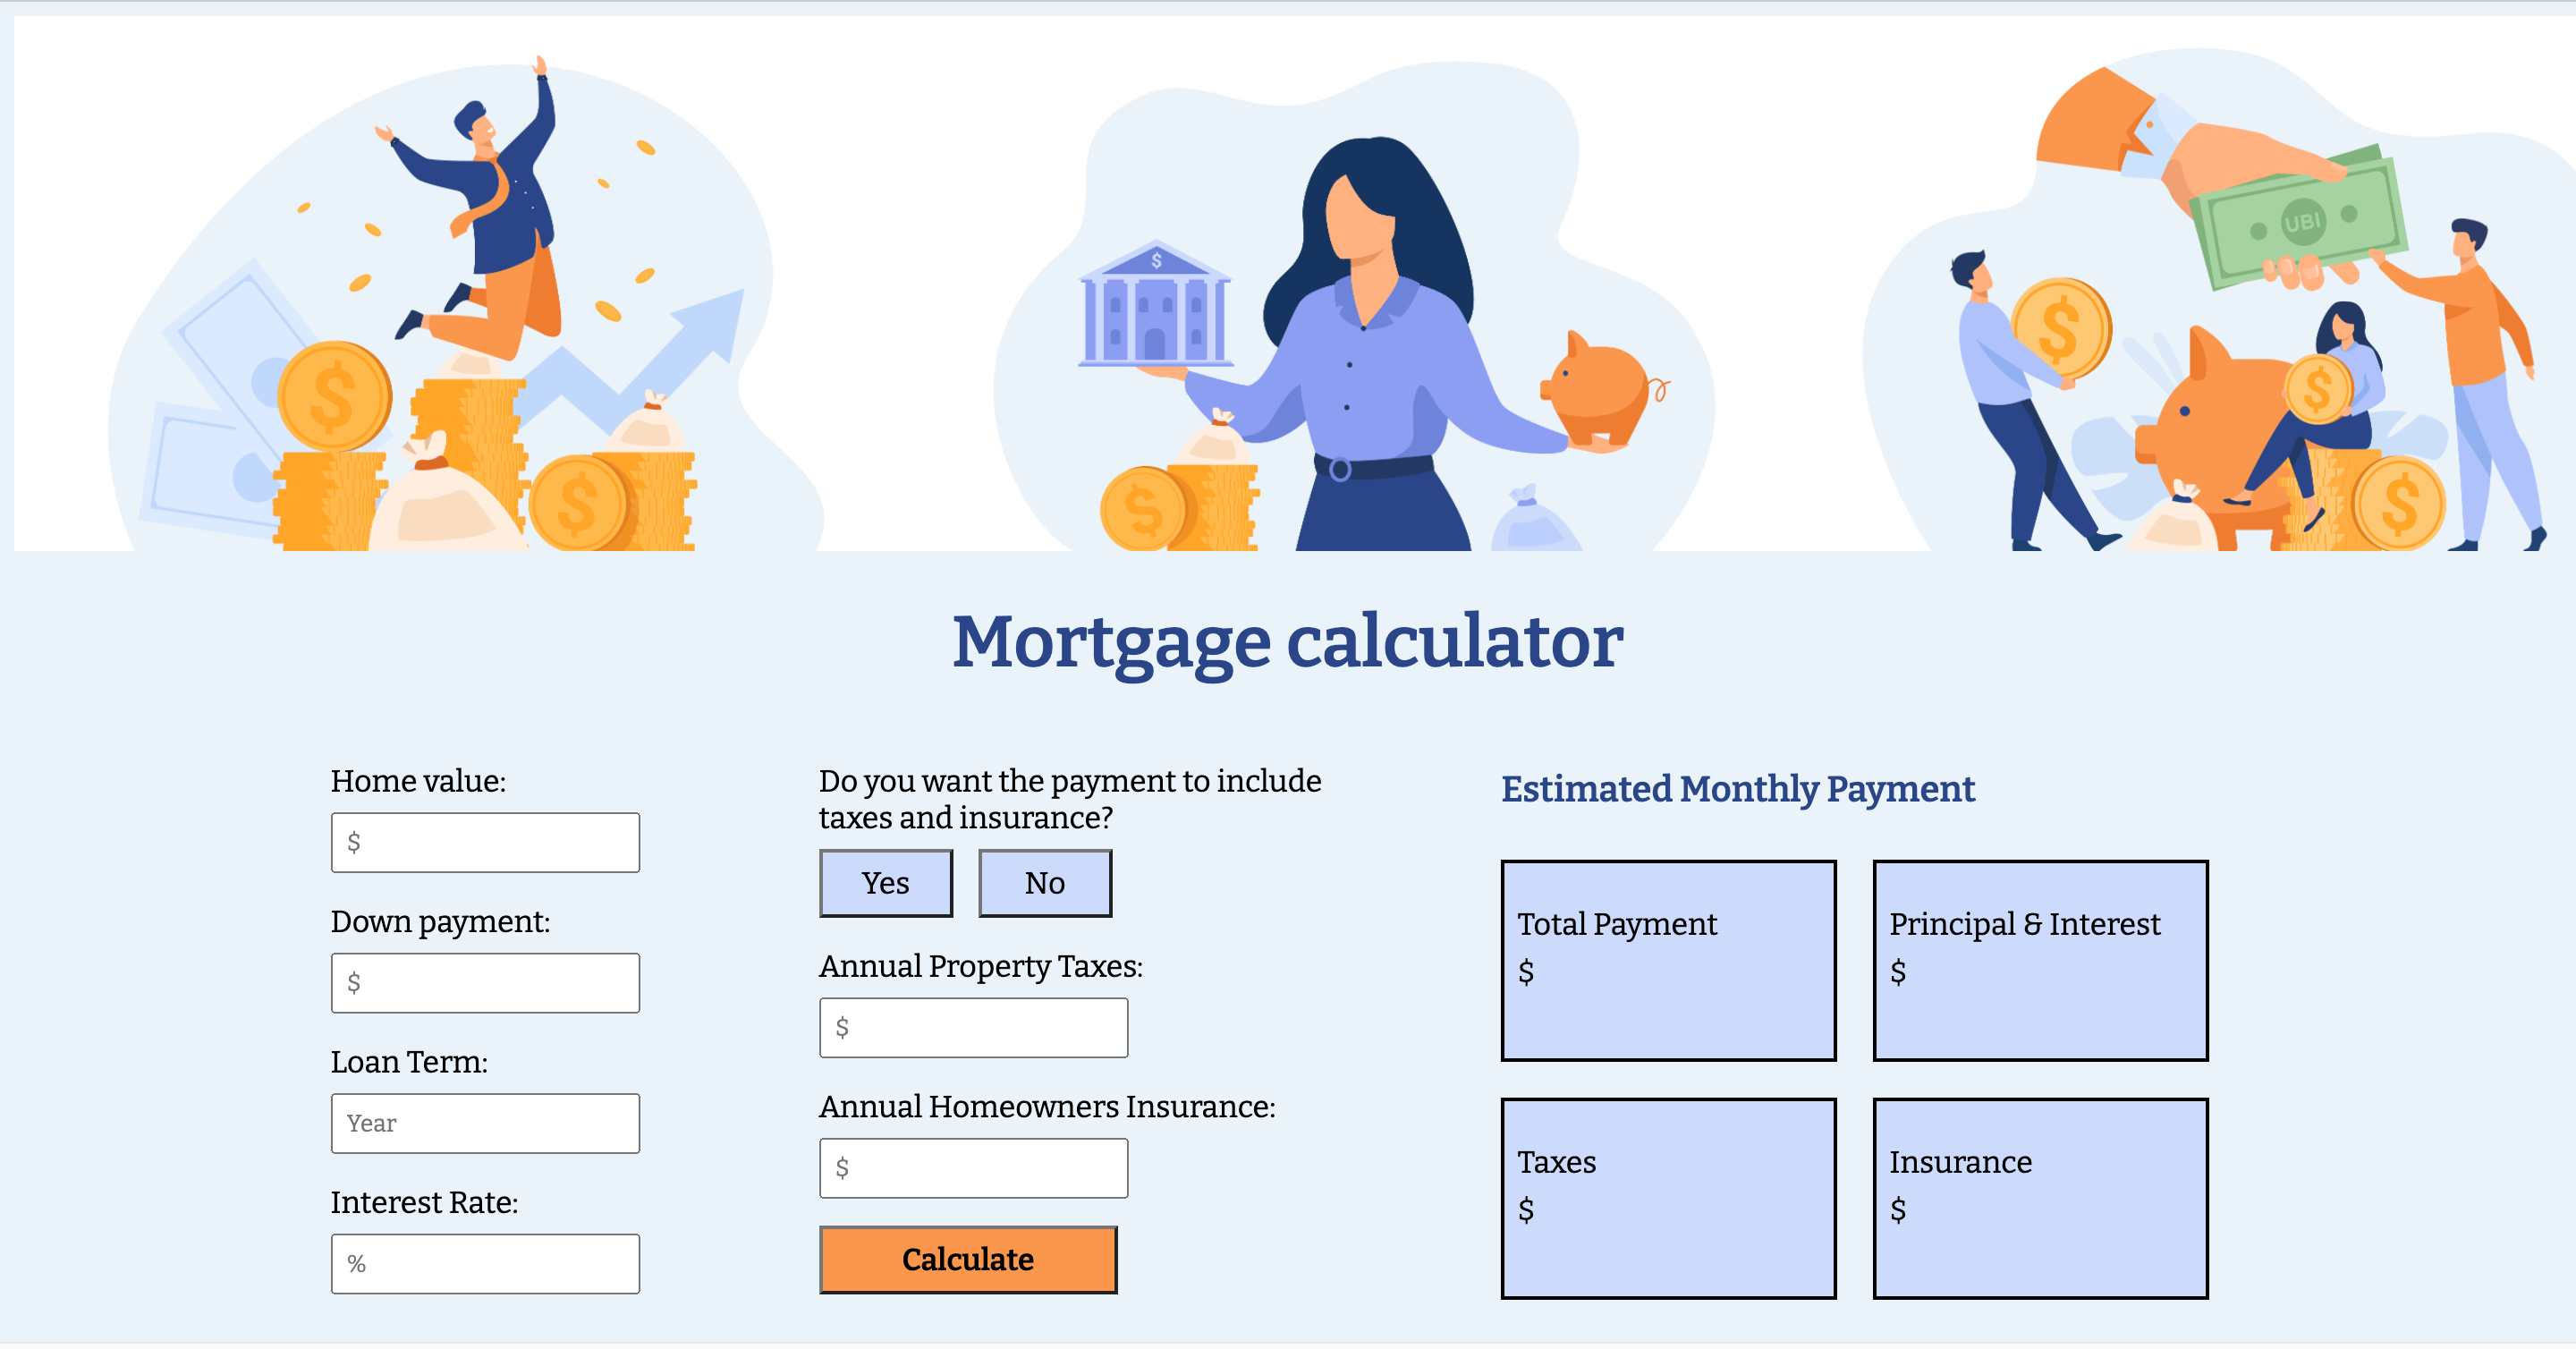 $
UBI
$
$
$
$
$
$
Mortgage calculator
Home value:
$
Down payment:
$
Loan Term:
Year
Interest Rate:
%
Do you want the payment to include
taxes and insurance?
Yes
No
Annual Property Taxes:
$
Annual Homeowners Insurance:
$
Calculate
Estimated Monthly Payment
Total Payment
$
Principal & Interest
$
Taxes
$
Insurance
$